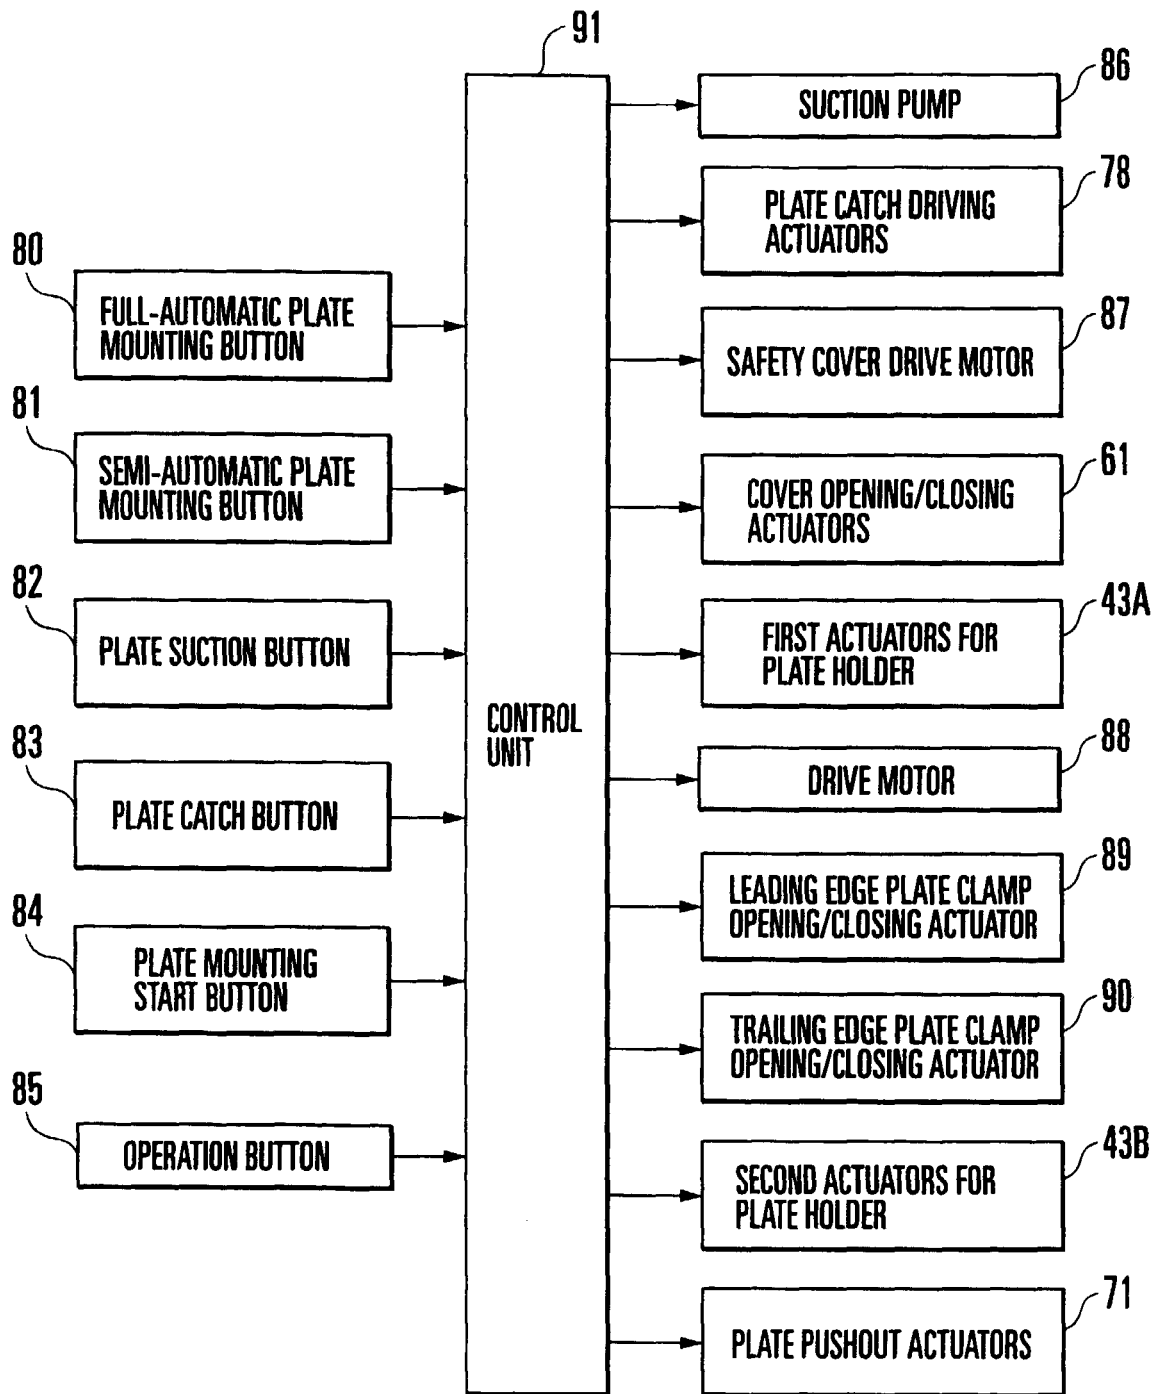 91
CONTROL
UNIT
80
FULL-AUTOMATIC PLATE
MOUNTING BUTTON
81
SEMI-AUTOMATIC PLATE
MOUNTING BUTTON
82
PLATE SUCTION BUTTON
83
PLATE CATCH BUTTON
84
PLATE MOUNTING
START BUTTON
85
OPERATION BUTTON
86
SUCTION PUMP
78
PLATE CATCH DRIVING
ACTUATORS
87
SAFETY COVER DRIVE MOTOR
61
COVER OPENING/CLOSING
ACTUATORS
43A
FIRST ACTUATORS FOR
PLATE HOLDER
88
DRIVE MOTOR
89
LEADING EDGE PLATE CLAMP
OPENING/CLOSING ACTUATOR
90
TRAILING EDGE PLATE CLAMP
OPENING/CLOSING ACTUATOR
43B
SECOND ACTUATORS FOR
PLATE HOLDER
71
PLATE PUSHOUT ACTUATORS